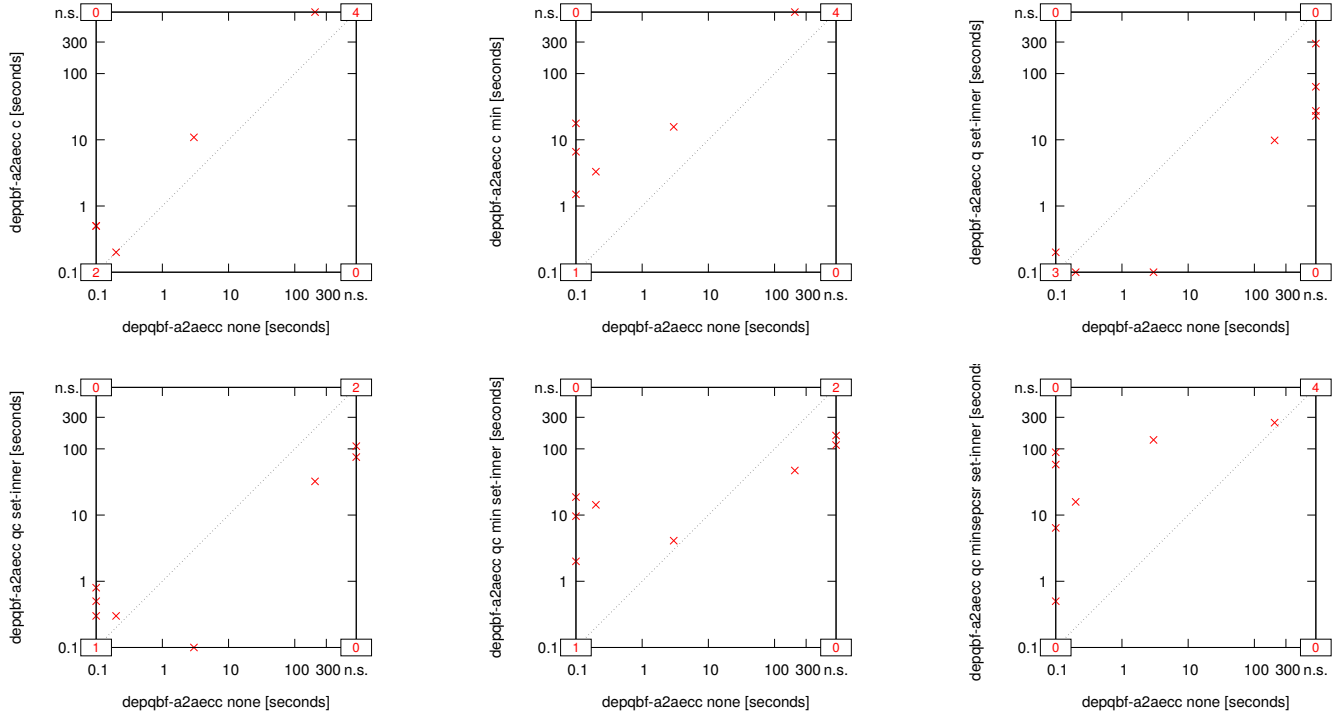 n.s.
0
4
300
100
10
1
0.1
2
0
0.1 1 10 100 300 n.s.
depqbf-a2aecc c [seconds]
depqbf-a2aecc none [seconds]
n.s.
0
4
300
100
10
1
0.1
1
0
0.1 1 10 100 300 n.s.
depqbf-a2aecc c min [seconds]
depqbf-a2aecc none [seconds]
n.s.
0
0
300
100
10
1
0.1
3
0
0.1 1 10 100 300 n.s.
depqbf-a2aecc q set-inner [seconds]
depqbf-a2aecc none [seconds]
n.s.
0
2
300
100
10
1
0.1
1
0
0.1 1 10 100 300 n.s.
depqbf-a2aecc qc set-inner [seconds]
depqbf-a2aecc none [seconds]
n.s.
0
2
300
100
10
1
0.1
1
0
0.1 1 10 100 300 n.s.
depqbf-a2aecc qc min set-inner [seconds]
depqbf-a2aecc none [seconds]
n.s.
0
4
300
100
10
1
0.1
0
0
0.1 1 10 100 300 n.s.
depqbf-a2aecc qc minsepcsr set-inner [second
depqbf-a2aecc none [seconds]